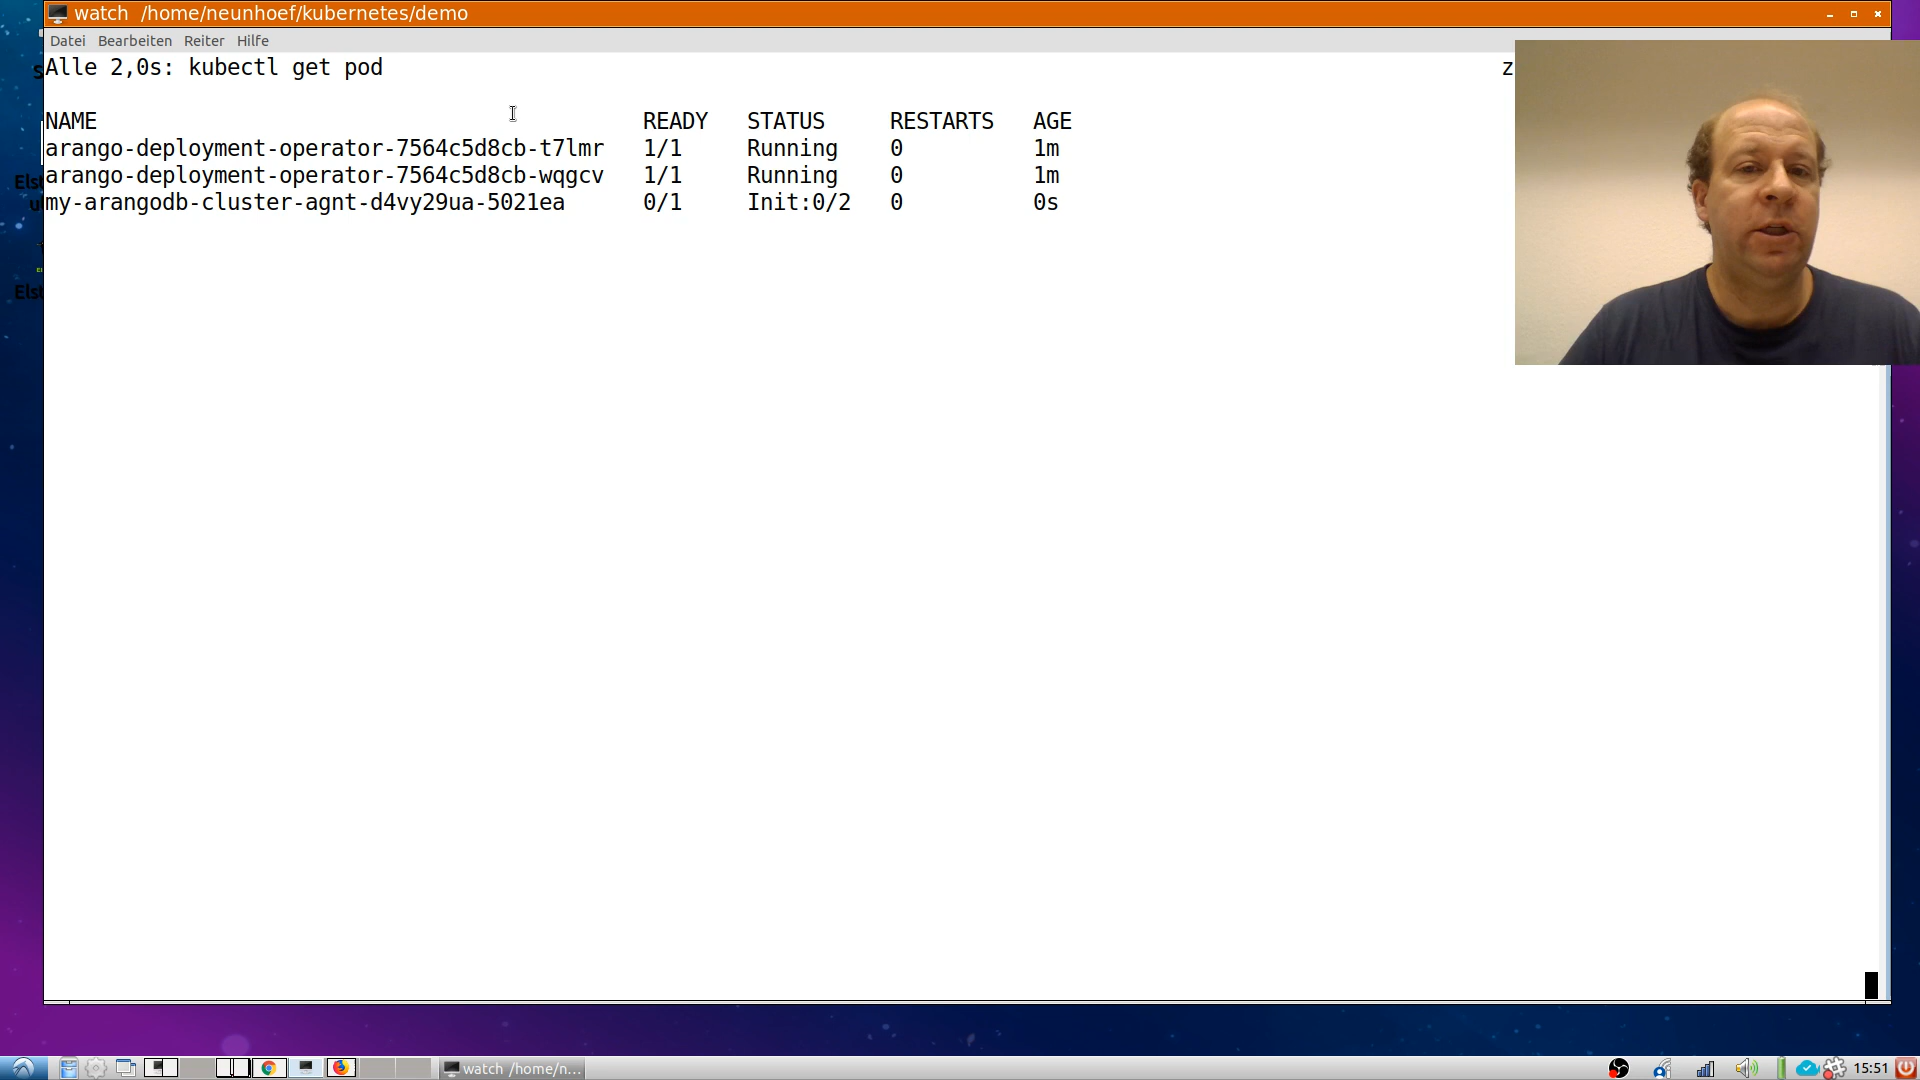 watch /home/neunhoef/kubernetes/demo
Datei Bearbeiten Reiter Hilfe
Alle 2,0s: kubectl get pod z
NAME READY STATUS RESTARTS AGE
arango-deployment-operator-7564c5d8cb-t7lmr 1/1 Running 0 1m
arango-deployment-operator-7564c5d8cb-wqgcv 1/1 Running 0 1m
my-arangodb-cluster-agnt-d4vy29ua-5021ea 0/1 Init:0/2 0 0s
Elst
Elst
watch /home/n...
15:51